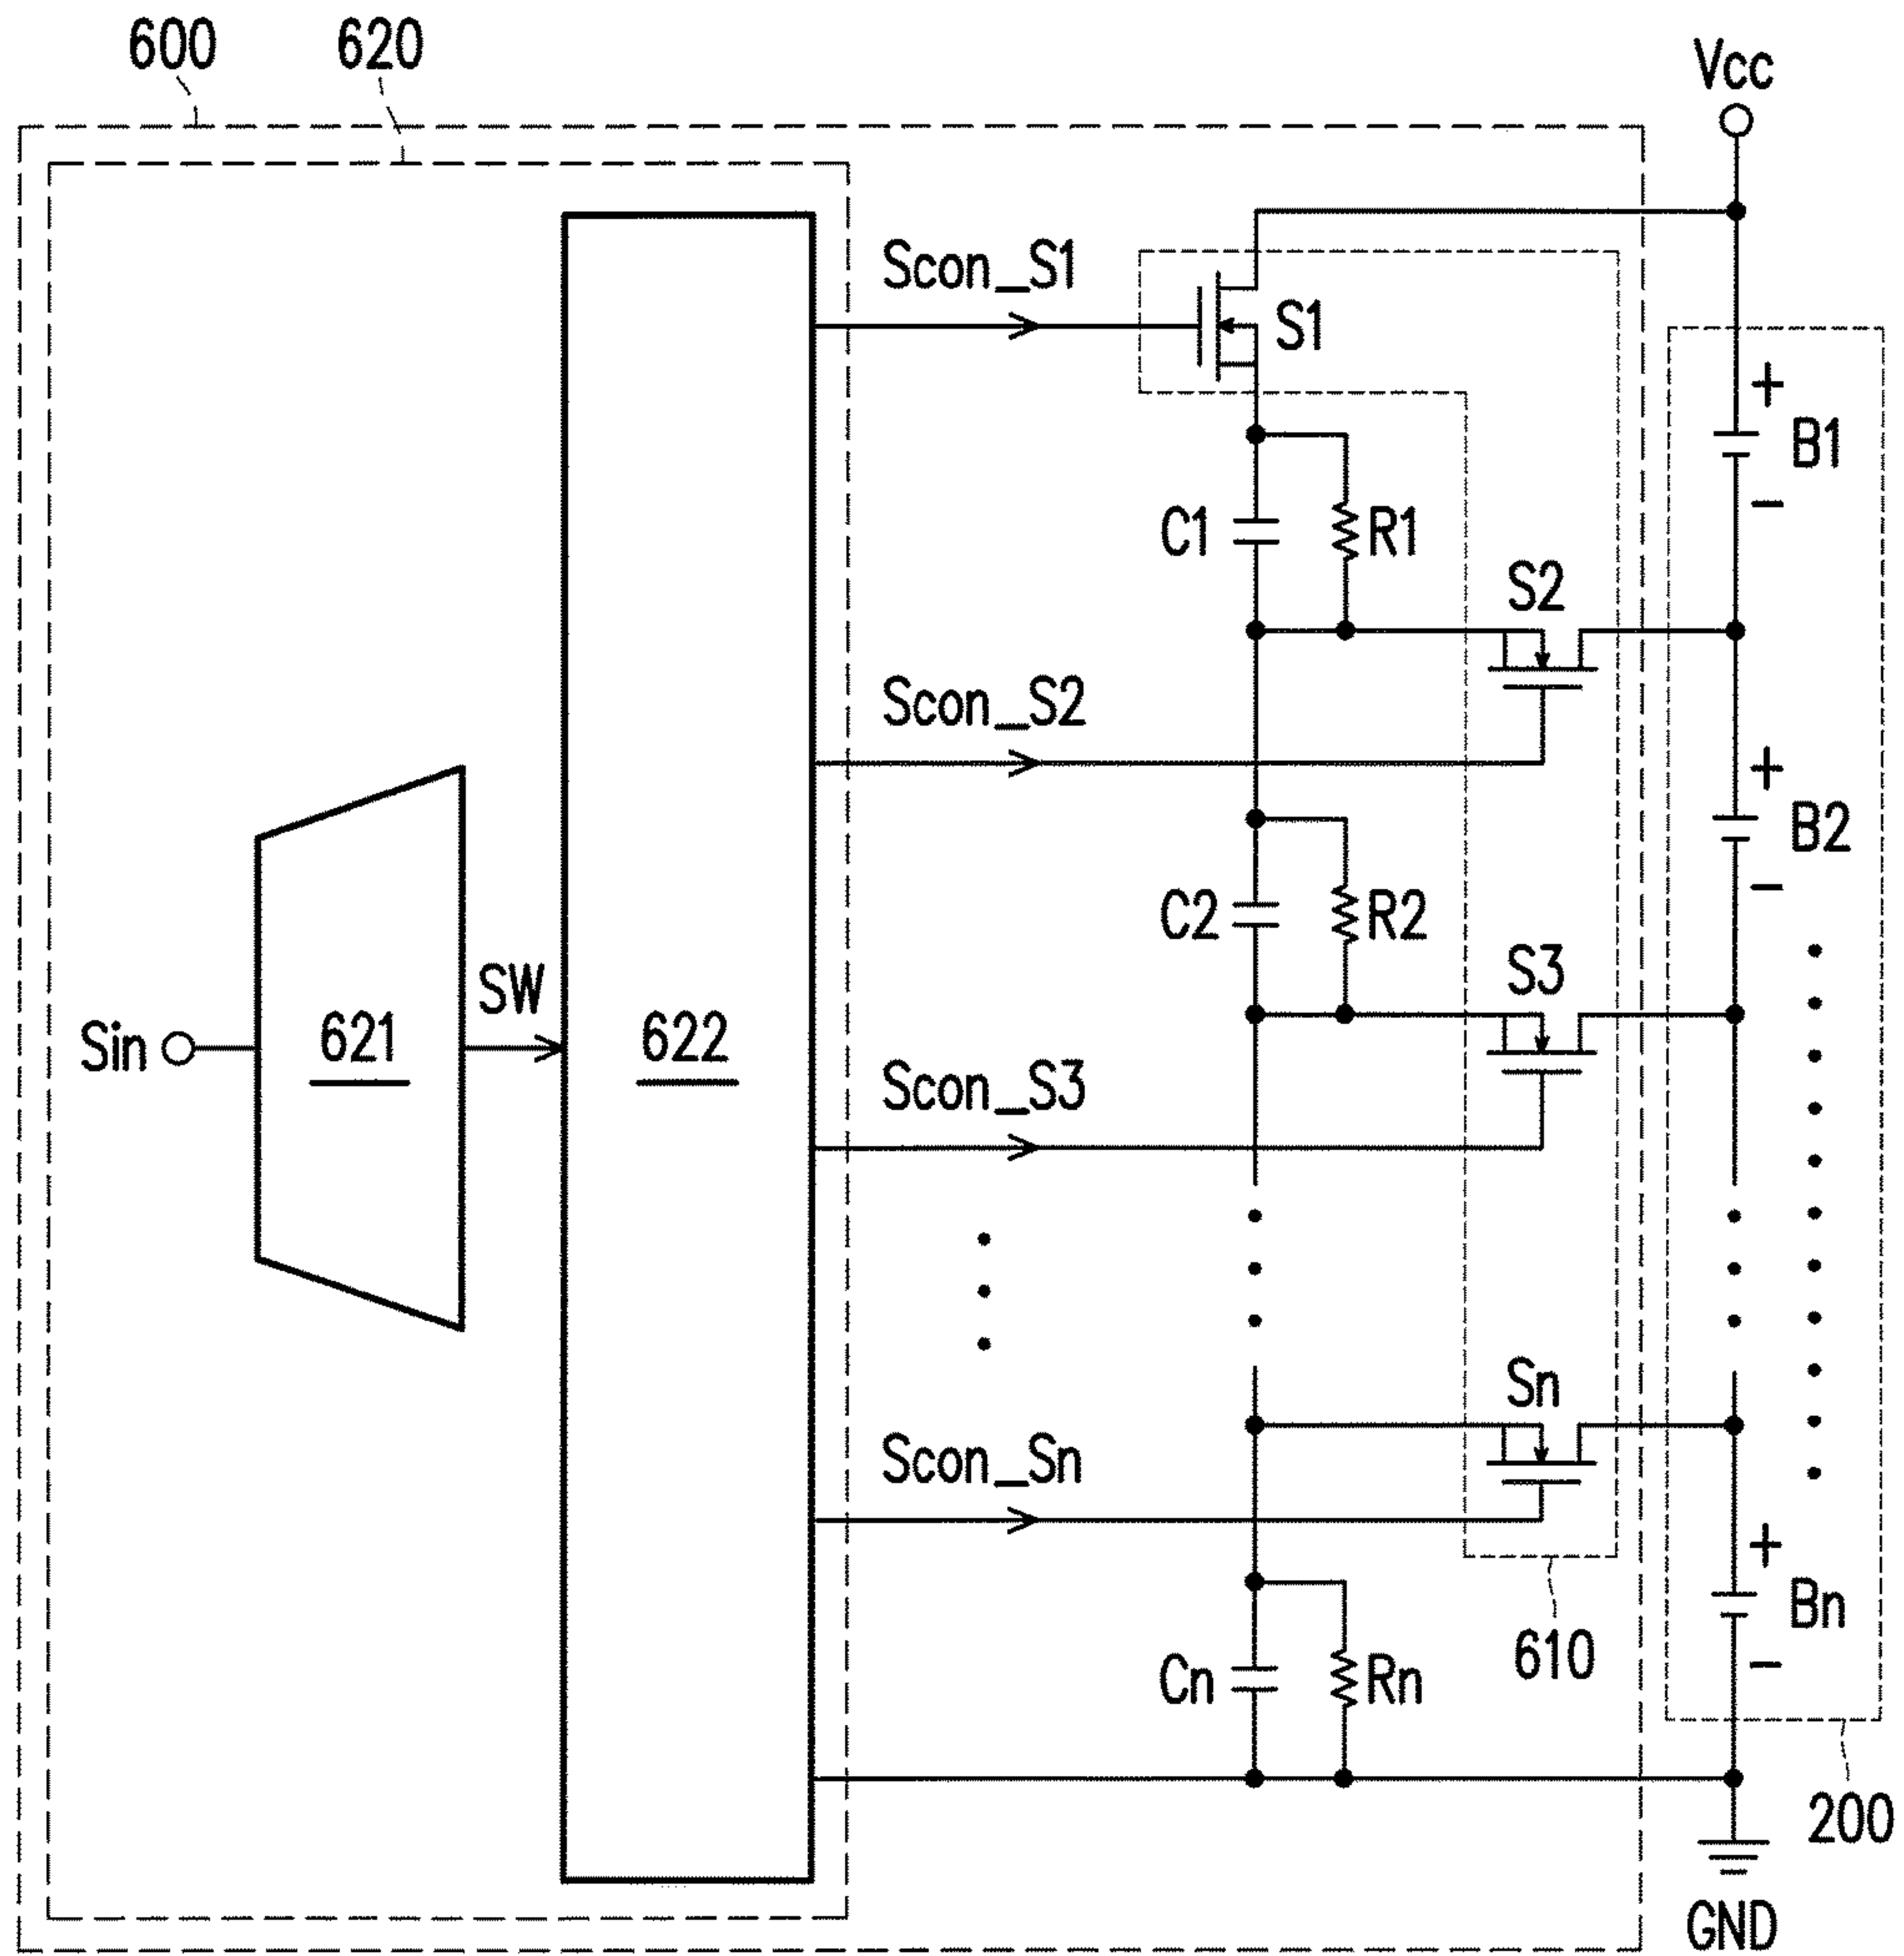 600
620
Vcc
Scon_S1
S1
+
B1
−
C1
R1
S2
Scon_S2
+
B2
−
C2
R2
S3
SW
Sin
621
622
Scon_S3
Sn
Scon_Sn
+
Bn
−
610
Cn
Rn
200
GND